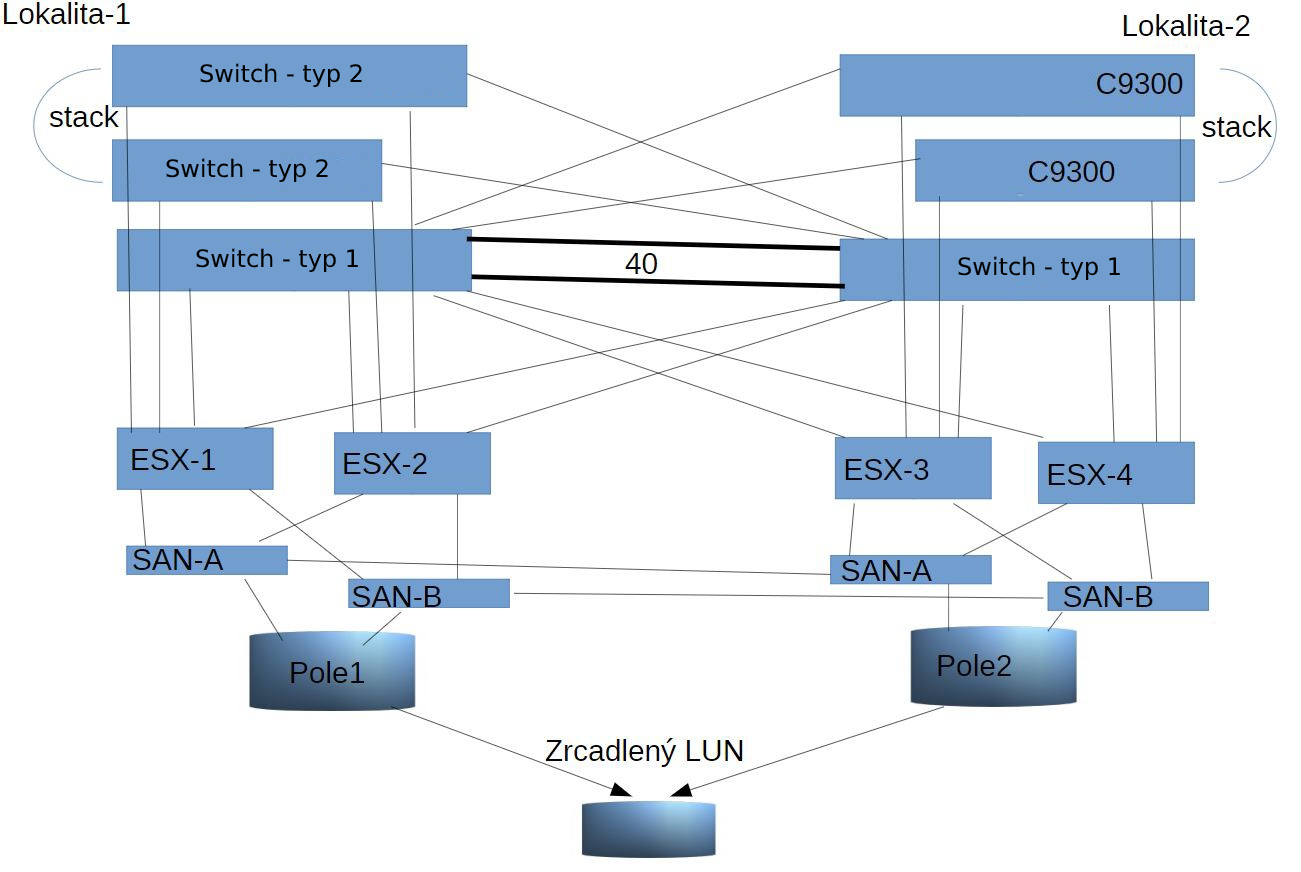 Lokalita-1
Lokalita-2
Switch - typ 2
C9300
stack
stack
Switch - typ 2
C9300
Switch - typ 1
40
Switch - typ 1
ESX-1
ESX-2
ESX-3
ESX-4
SAN-A
SAN-A
SAN-B
SAN-B
Pole1
Pole2
Zrcadlený LUN